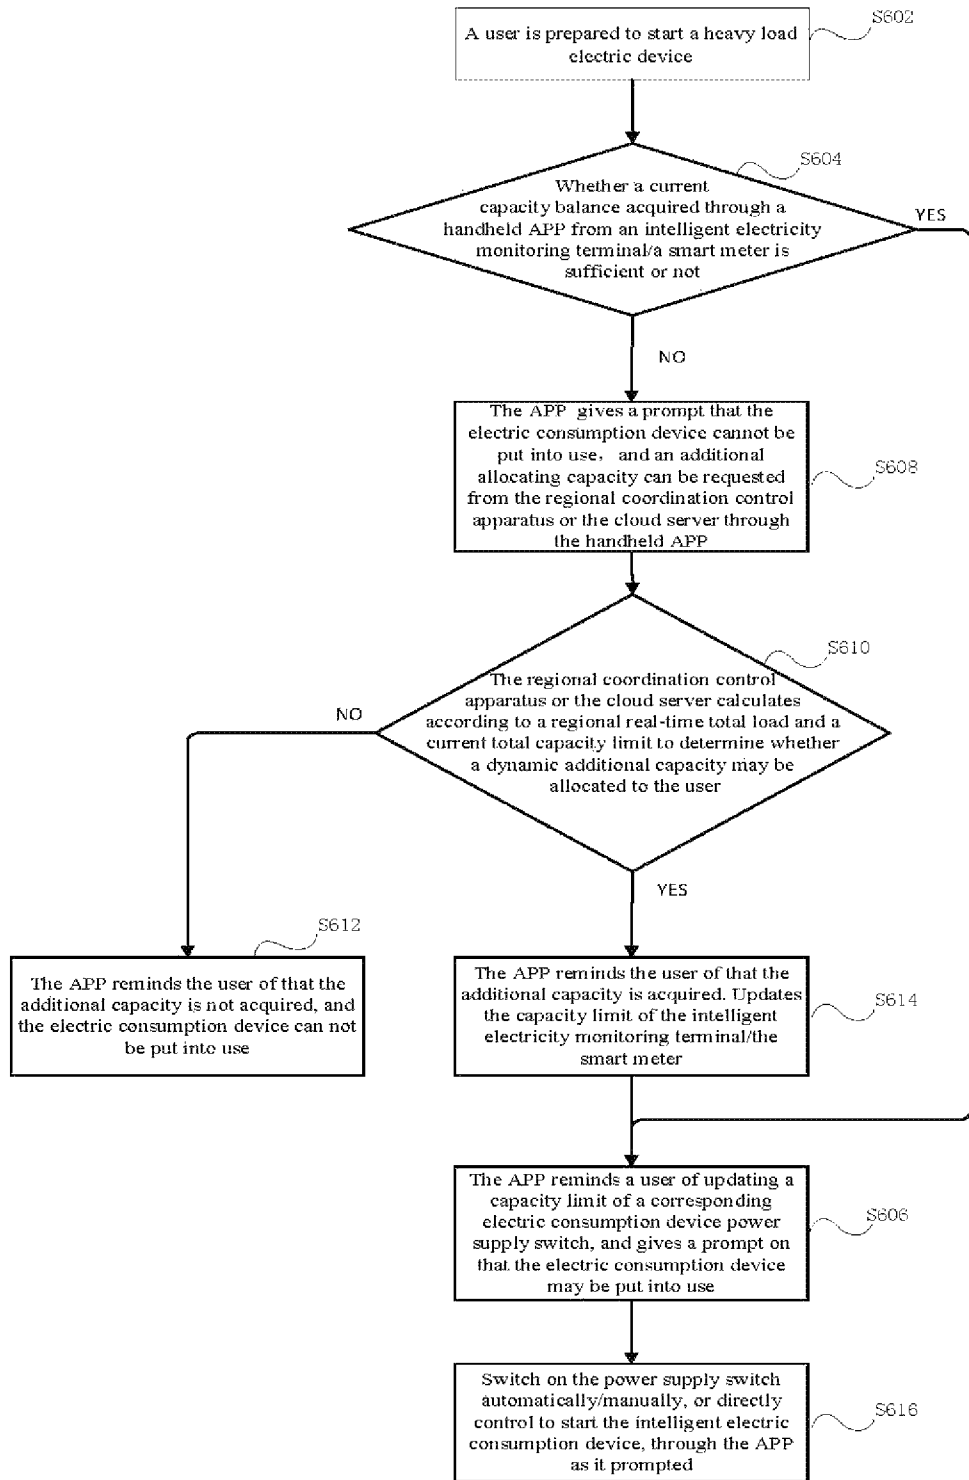 S602
A user is prepared to start a heavy load
electric device
S604
Whether a current
capacity balance acquired through a
handheld APP from an intelligent electricity
monitoring terminal/a smart meter is
sufficient or not
YES
NO
The APP gives a prompt that the
electric consumption device cannot be
put into use, and an additional
allocating capacity can be requested
from the regional coordination control
apparatus or the cloud server through
the handheld APP
S608
S610
The regional coordination control
apparatus or the cloud server calculates
according to a regional real-time total load and a
current total capacity limit to determine whether
a dynamic additional capacity may be
allocated to the user
NO
YES
S612
The APP reminds the user of that the
additional capacity is not acquired, and
the electric consumption device can not
be put into use
The APP reminds the user of that the
additional capacity is acquired. Updates
the capacity limit of the intelligent
electricity monitoring terminal/the
smart meter
S614
The APP reminds a user of updating a
capacity limit of a corresponding
electric consumption device power
supply switch, and gives a prompt on
that the electric consumption device
may be put into use
S606
Switch on the power supply switch
automatically/manually, or directly
control to start the intelligent electric
consumption device, through the APP
as it prompted
S616